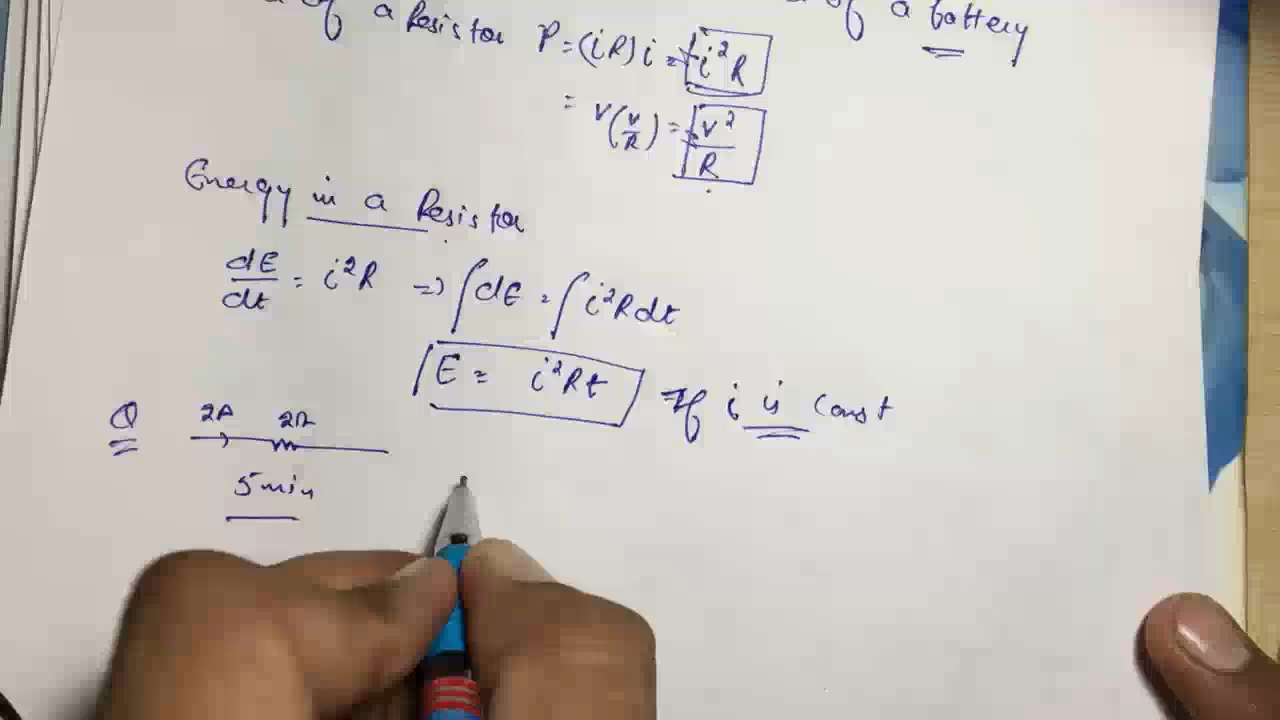 of a Resistor P = (iR) i = i²R
of a battery
= V(V/R) = V²/R
Energy in a Resistor
dE/dt = i²R ⇒ ∫dE = ∫i²Rdt
E = i²Rt If i is Const
Q 2A 2Ω
5min